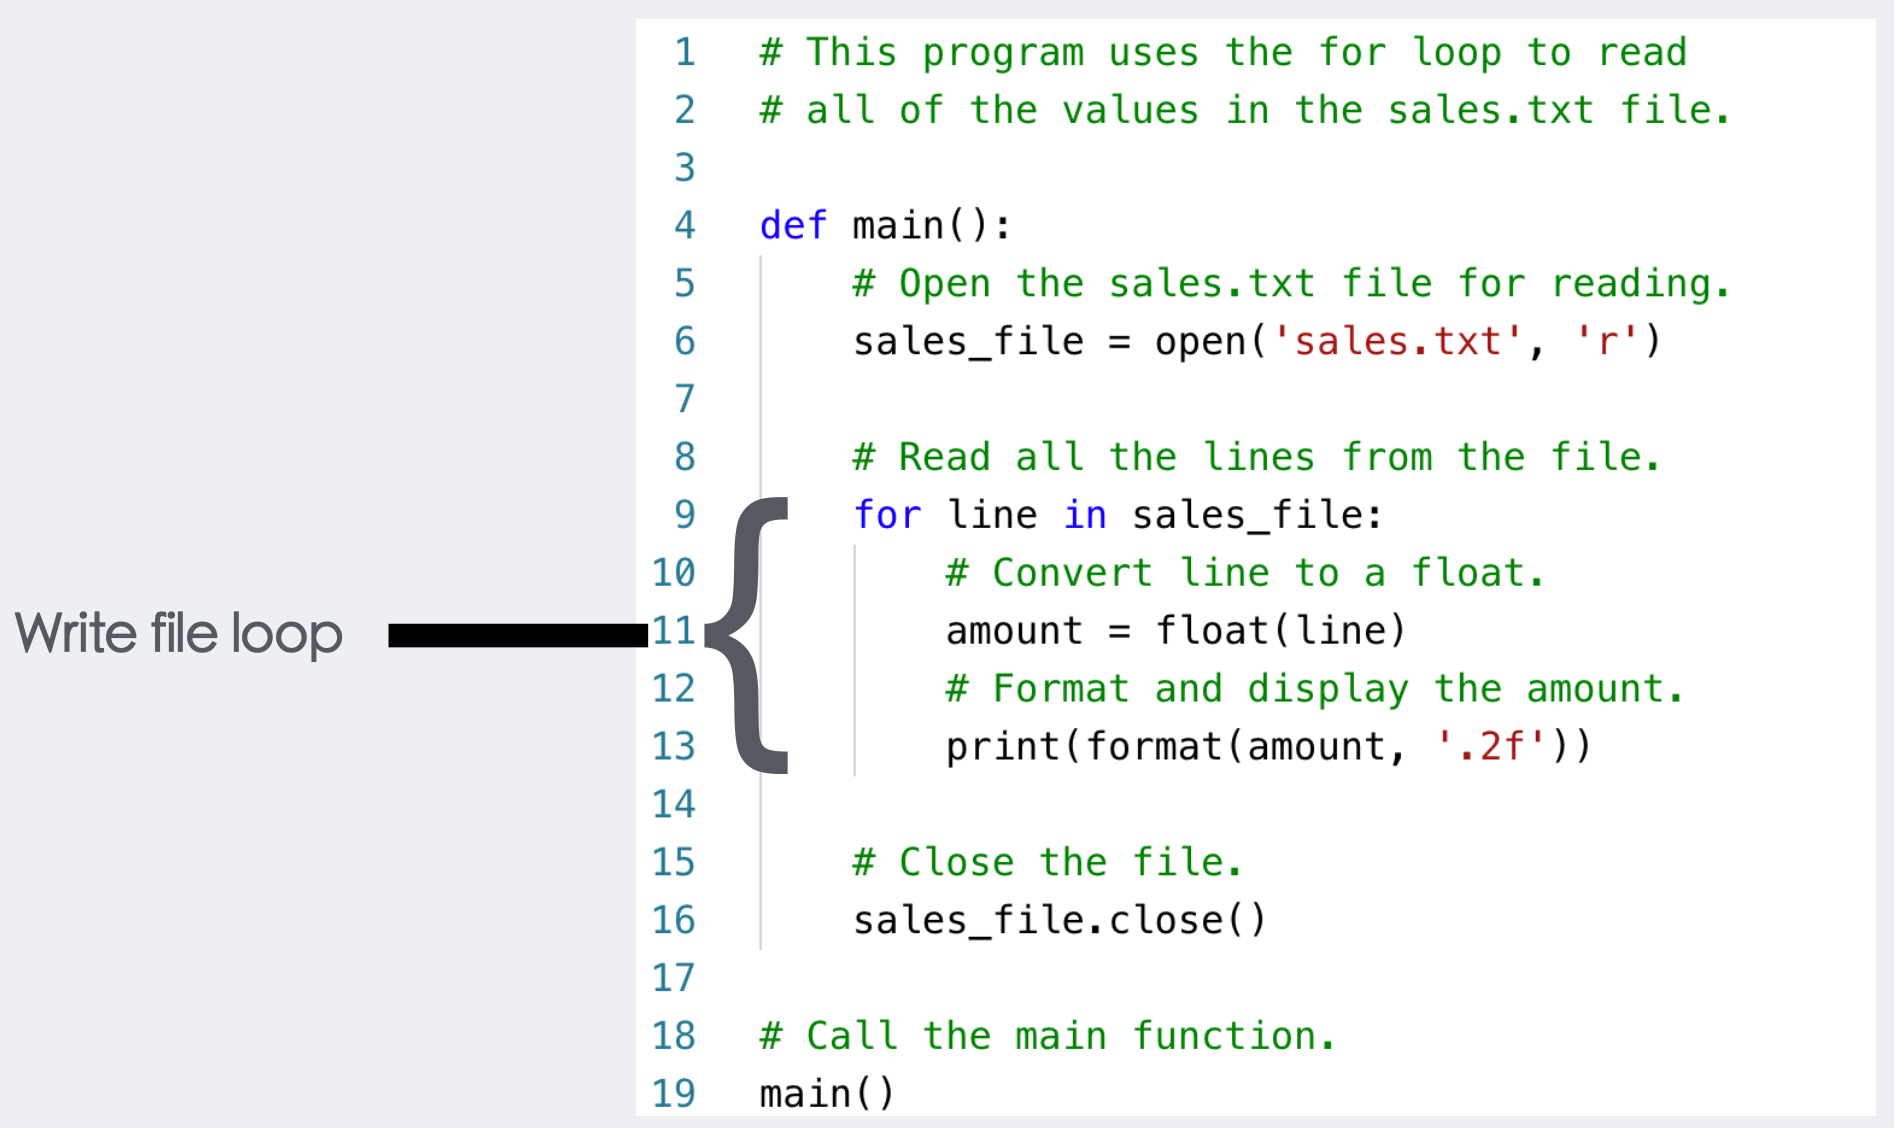 1 # This program uses the for loop to read
2 # all of the values in the sales.txt file.
3
4 def main():
5     # Open the sales.txt file for reading.
6     sales_file = open('sales.txt', 'r')
7
8     # Read all the lines from the file.
9     for line in sales_file:
10         # Convert line to a float.
Write file loop
11         amount = float(line)
12         # Format and display the amount.
13         print(format(amount, '.2f'))
14
15     # Close the file.
16     sales_file.close()
17
18 # Call the main function.
19 main()